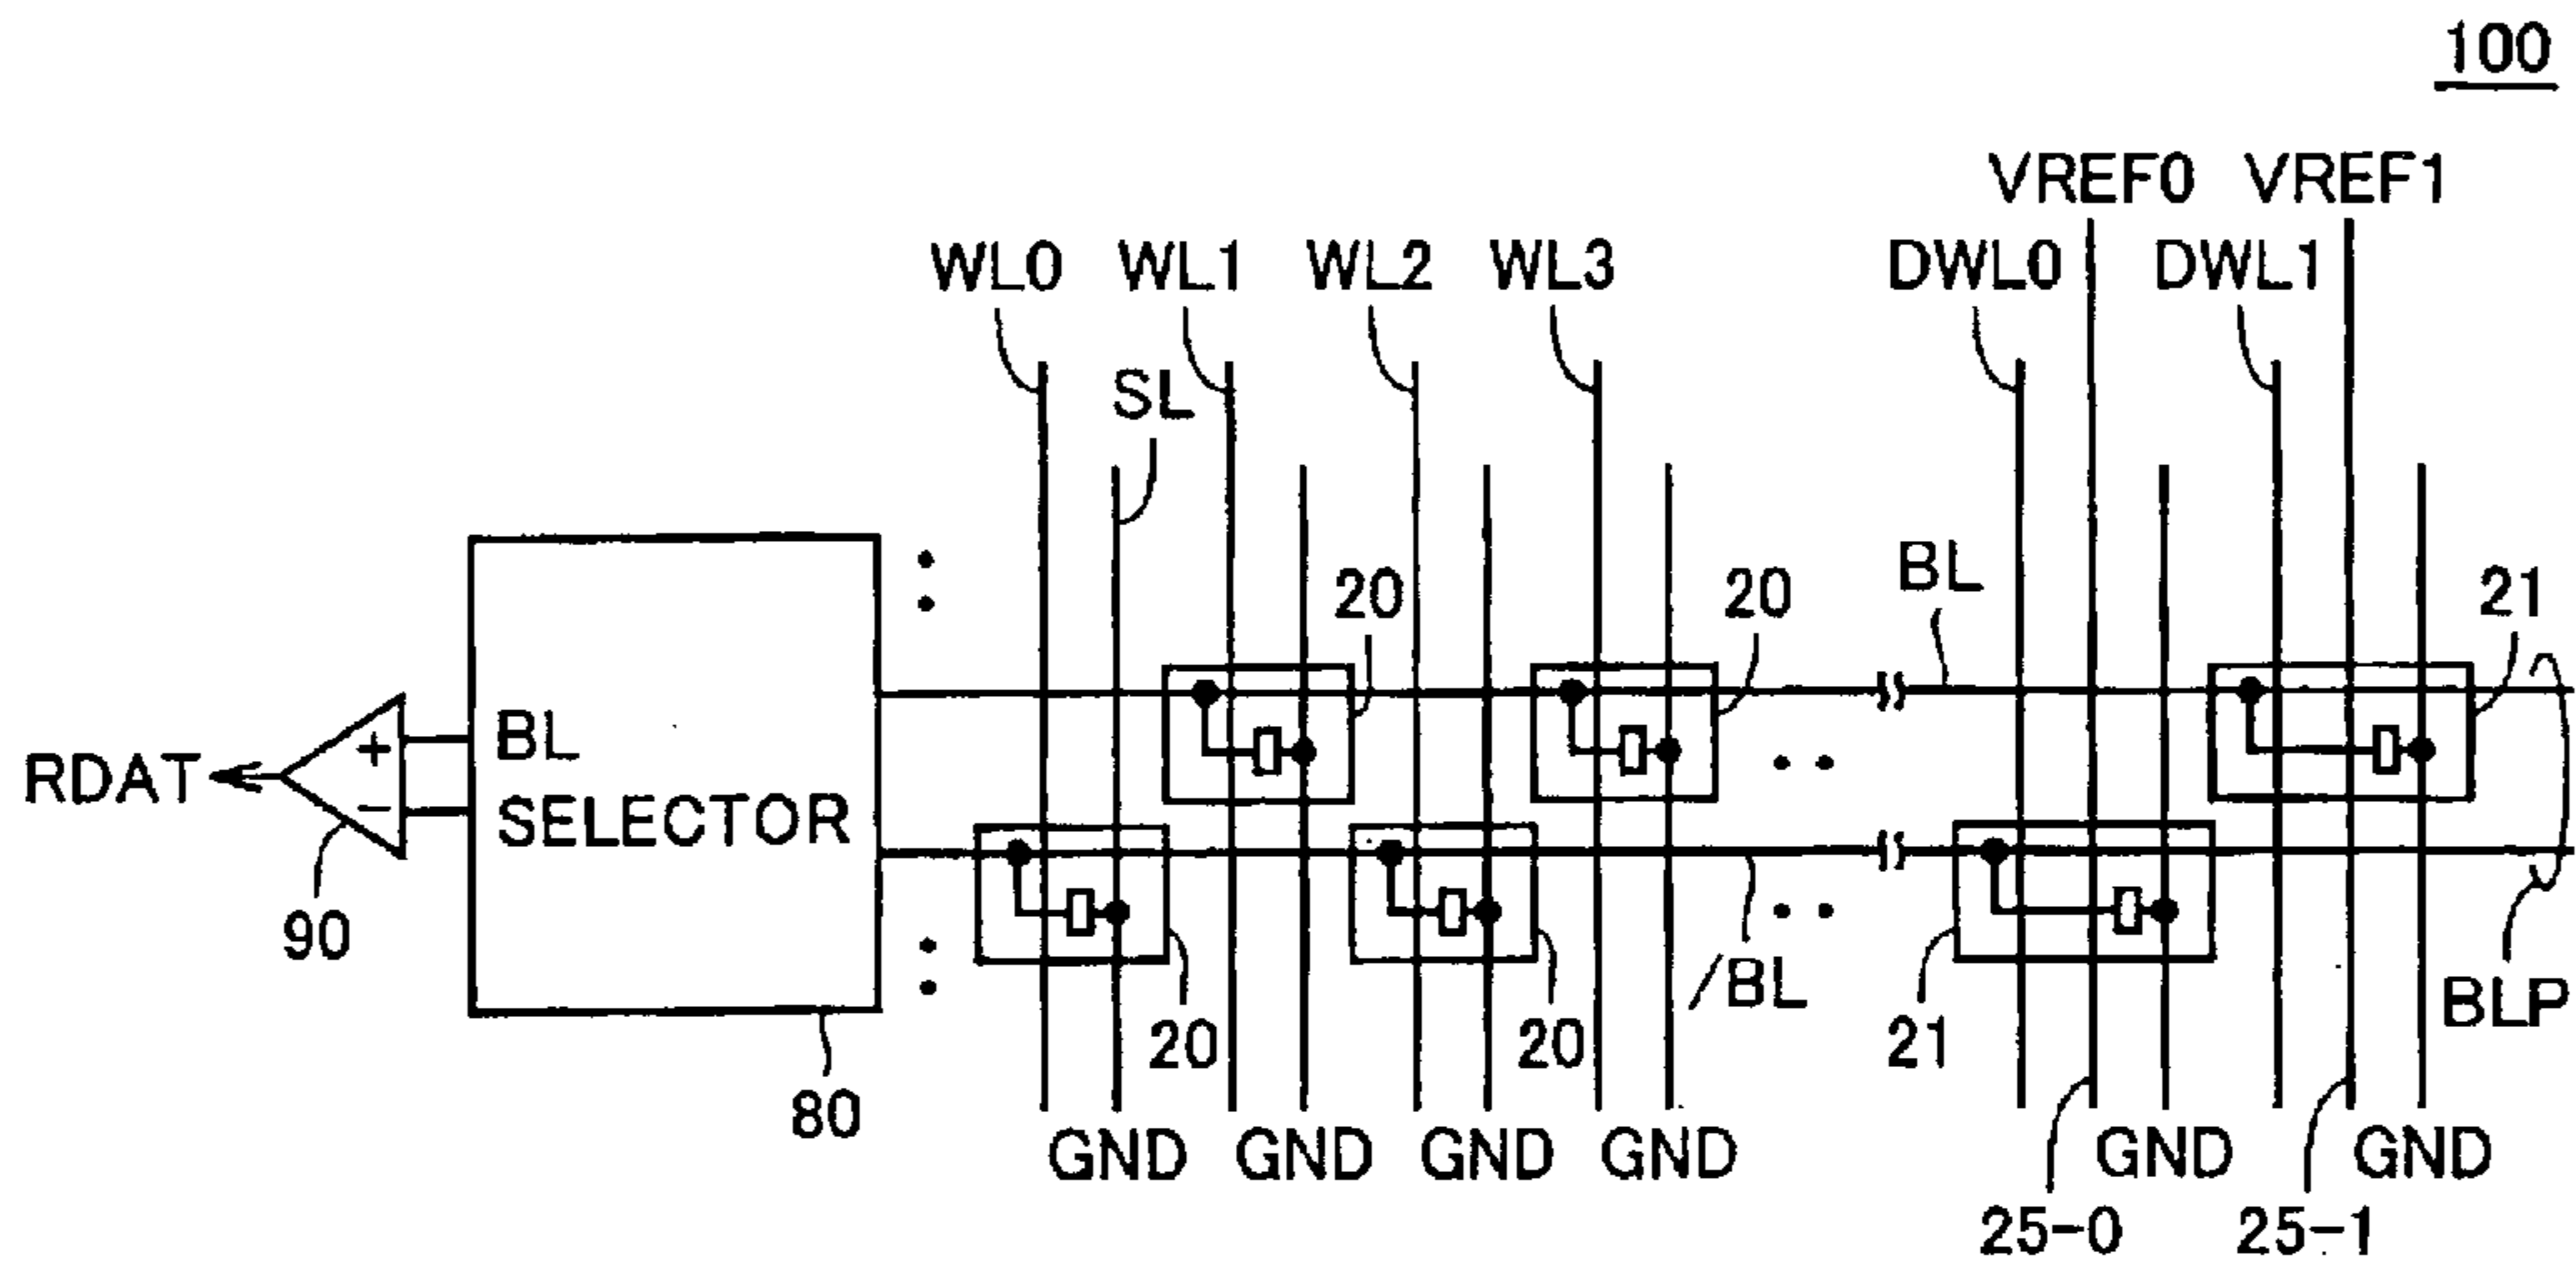 100
VREF0 VREF1
WL0 WL1 WL2 WL3 DWL0 DWL1
SL
20 20 BL 21
BL
SELECTOR
+
−
RDAT
90
80
20 20 /BL 21 BLP
GND GND GND GND GND GND
25-0 25-1